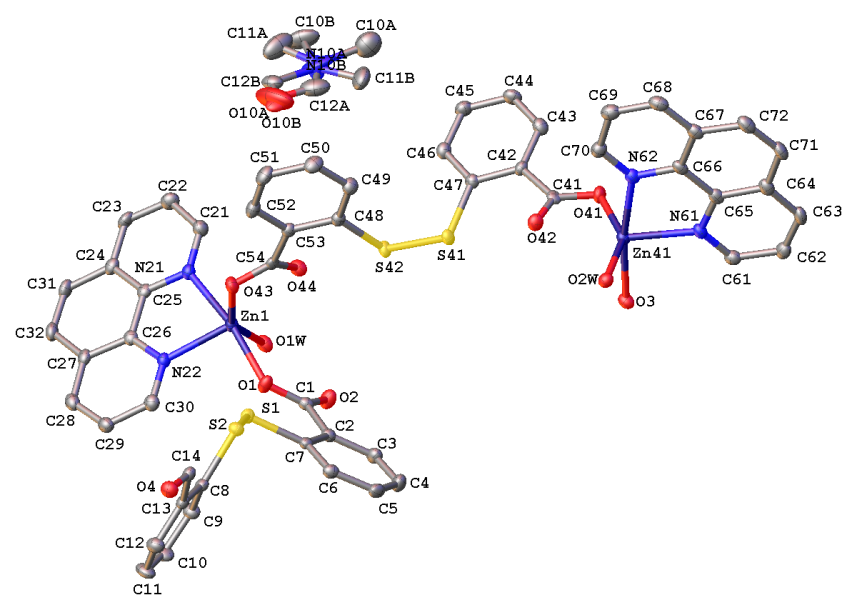 C10B
C10A
C11A
N10A
N10B
C12B
C11B
O10A
C12A
O10B
C44
C45
C43
C69
C68
C67
C72
C46
C42
C70
N62
C71
C66
C47
C41
C64
O41
C65
C63
N61
O42
Zn41
C61
C62
S41
S42
O2W
O3
C50
C51
C49
C52
C48
C53
C22
C23
C21
C24
N21
C54
O44
O43
C31
C25
Zn1
C32
C26
O1W
C27
N22
O1
C1
O2
C28
C30
C29
S1
S2
C2
C3
C7
C14
C6
C4
O4
C8
C5
C13
C9
C12
C10
C11